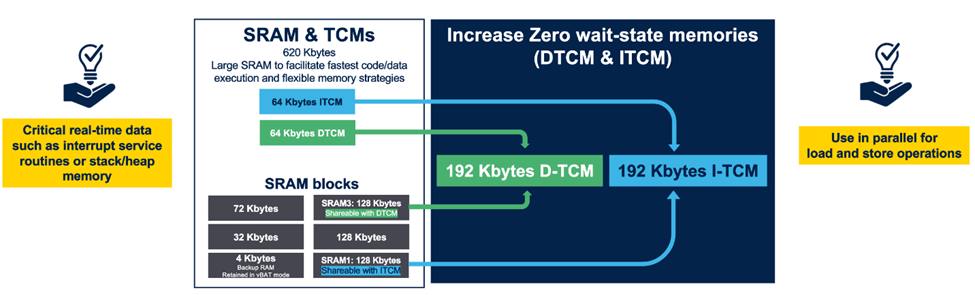 Critical real-time data
such as interrupt service
routines or stack/heap
memory
SRAM & TCMs
620 Kbytes
Large SRAM to facilitate fastest code/data
execution and flexible memory strategies
64 Kbytes ITCM
64 Kbytes DTCM
SRAM blocks
72 Kbytes
SRAM3: 128 Kbytes
Shareable with DTCM
32 Kbytes
128 Kbytes
4 Kbytes
Backup RAM
Retained in vBAT mode
SRAM1: 128 Kbytes
Shareable with ITCM
Increase Zero wait-state memories
(DTCM & ITCM)
192 Kbytes D-TCM
192 Kbytes I-TCM
Use in parallel for
load and store operations